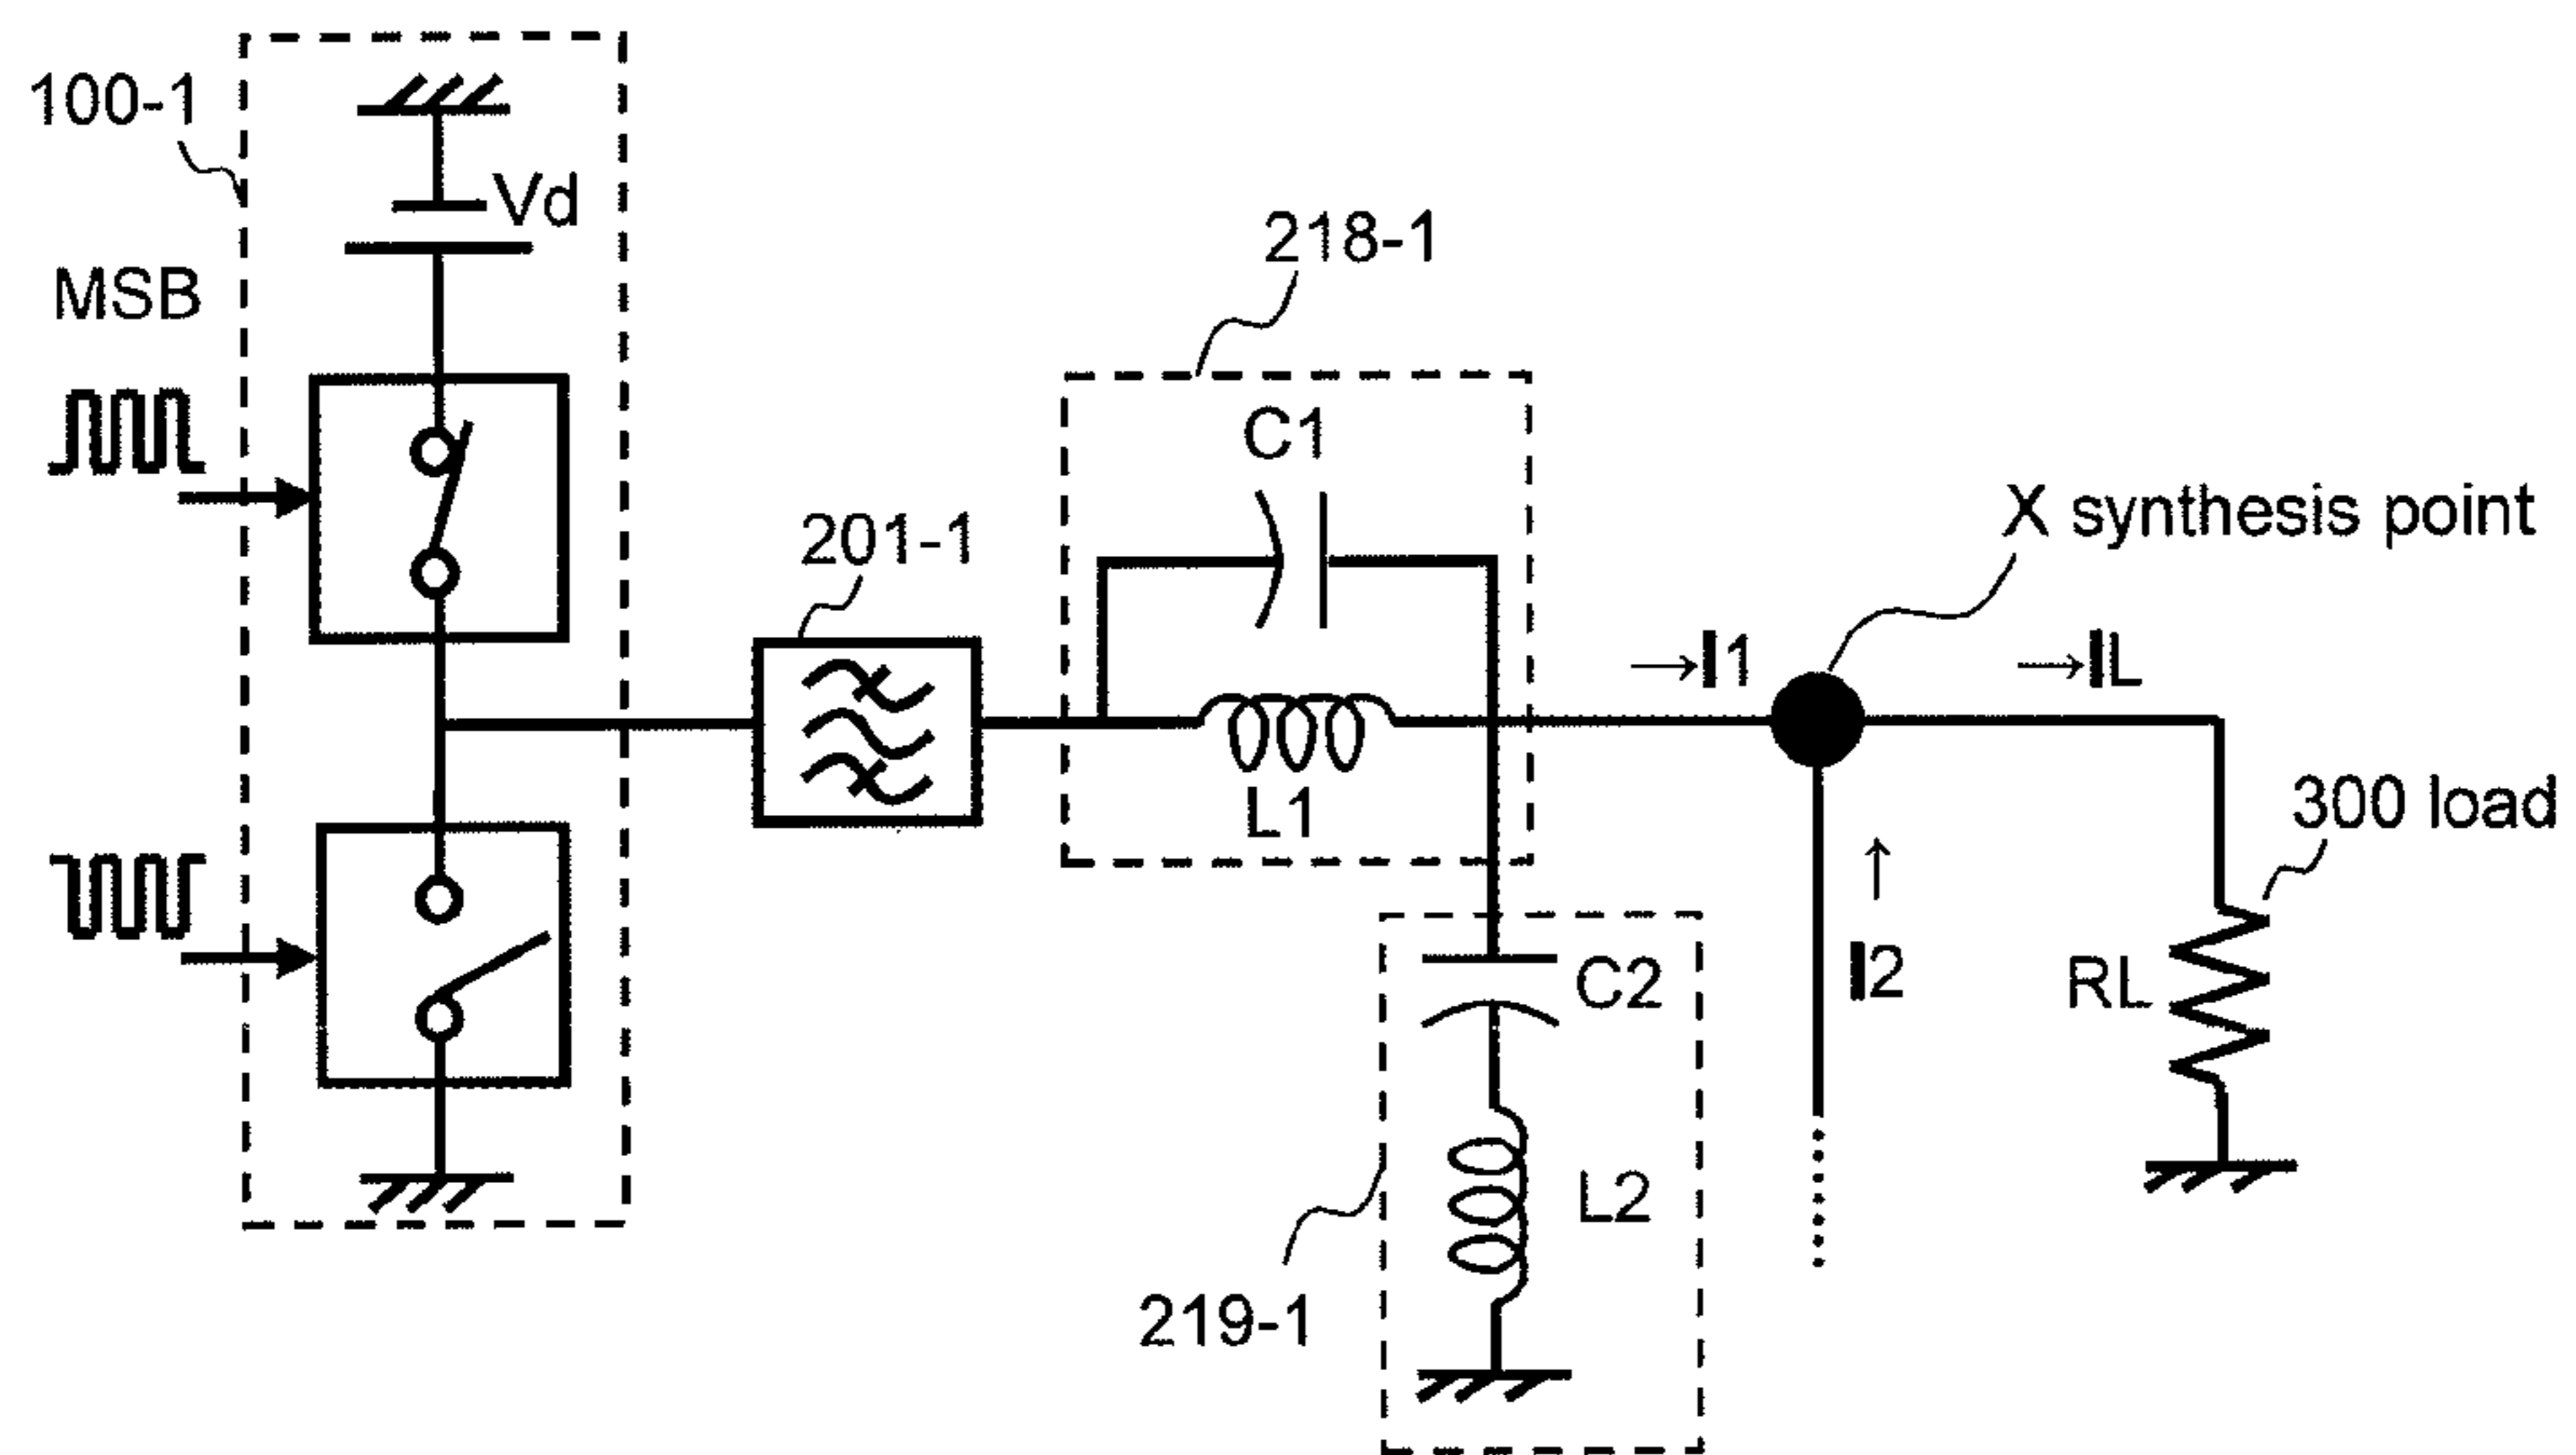 100-1
Vd
MSB
218-1
C1
X synthesis point
201-1
→I1
→IL
L1
300 load
↑
I2
C2
RL
L2
219-1